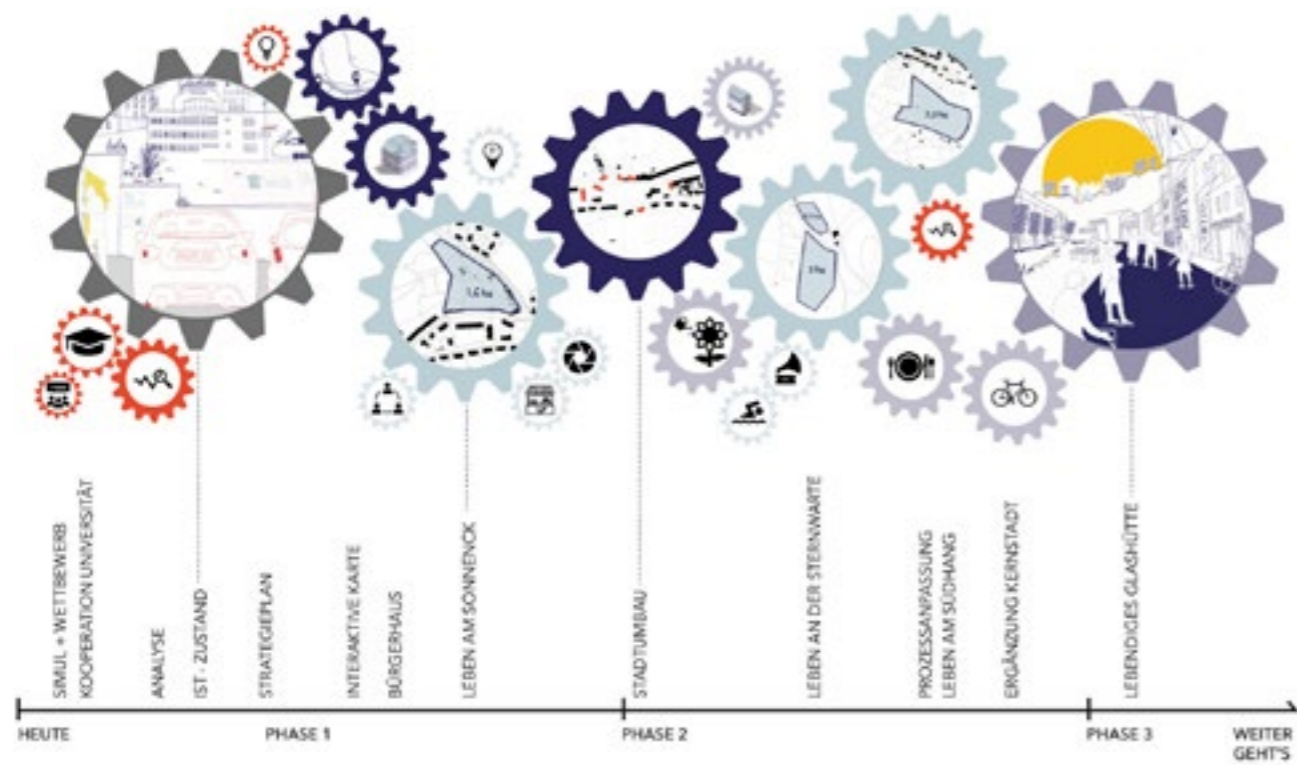 1,6 ha
SIMUL + WETTBEWERB
KOOPERATION UNIVERSITÄT
ANALYSE
IST - ZUSTAND
STRATEGIEPLAN
INTERAKTIVE KARTE
BÜRGERHAUS
LEBEN AM SONNENCK
STADTUMBAU
LEBEN AN DER STERNWARTE
PROZESSANPASSUNG
LEBEN AM SÜDHANG
ERGÄNZUNG KERNSTADT
LEBENDIGES GLASHÜTTE
HEUTE
PHASE 1
PHASE 2
PHASE 3
WEITER
GEHT'S